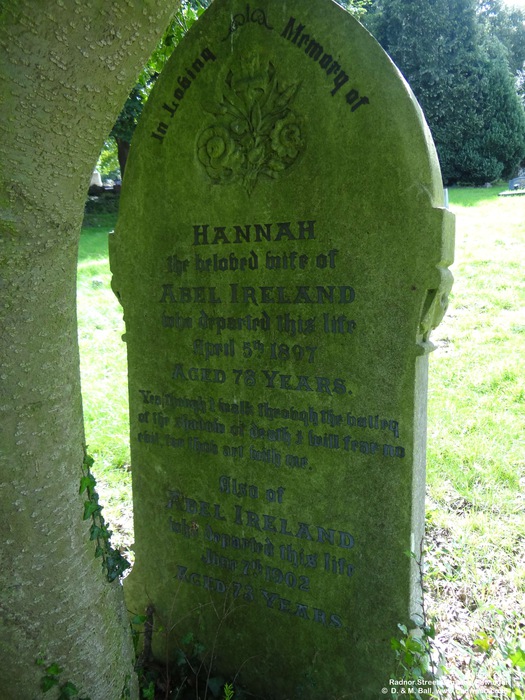 In Loving Memory of
HANNAH
the beloved wife of
ABEL IRELAND
who departed this life
April 5th 1897
AGED 78 YEARS.
Yea though I walk through the valley
of the shadow of death I will fear no
evil for thou art with me.
Also of
ABEL IRELAND
who departed this life
1902
AGED 73 YEARS
Radnor Street
© D. & M. Ball, www.